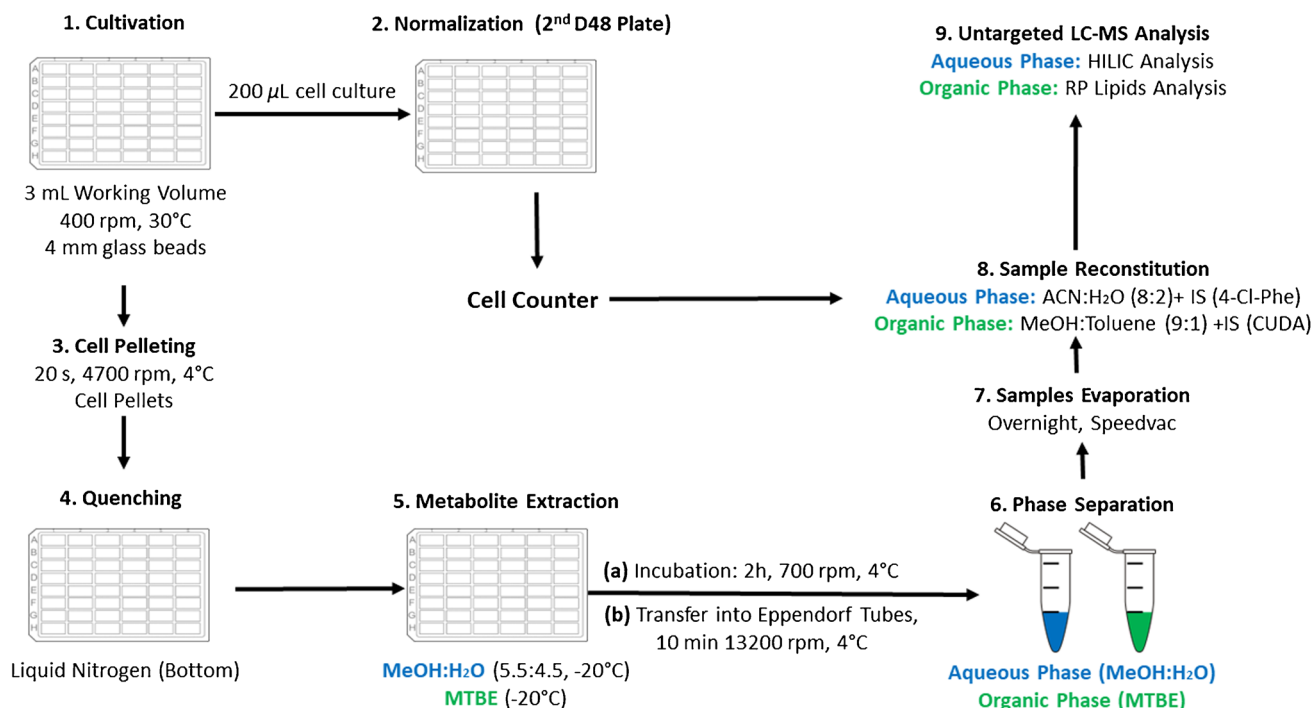 1. Cultivation
A
B
C
D
E
F
G
H
3 mL Working Volume
400 rpm, 30°C
4 mm glass beads
200 µL cell culture
2. Normalization (2nd D48 Plate)
A
B
C
D
E
F
G
H
Cell Counter
3. Cell Pelleting
20 s, 4700 rpm, 4°C
Cell Pellets
4. Quenching
A
B
C
D
E
F
G
H
Liquid Nitrogen (Bottom)
5. Metabolite Extraction
A
B
C
D
E
F
G
H
MeOH:H₂O (5.5:4.5, -20°C)
MTBE (-20°C)
(a) Incubation: 2h, 700 rpm, 4°C
(b) Transfer into Eppendorf Tubes,
10 min 13200 rpm, 4°C
6. Phase Separation
Aqueous Phase (MeOH:H₂O)
Organic Phase (MTBE)
7. Samples Evaporation
Overnight, Speedvac
8. Sample Reconstitution
Aqueous Phase: ACN:H₂O (8:2)+ IS (4-Cl-Phe)
Organic Phase: MeOH:Toluene (9:1) +IS (CUDA)
9. Untargeted LC-MS Analysis
Aqueous Phase: HILIC Analysis
Organic Phase: RP Lipids Analysis